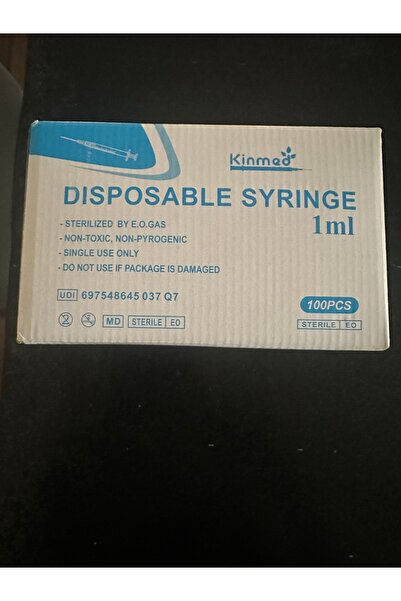 Kinmed
DISPOSABLE SYRINGE
1ml
- STERILIZED BY E.O.GAS
- NON-TOXIC, NON-PYROGENIC
- SINGLE USE ONLY
- DO NOT USE IF PACKAGE IS DAMAGED
UDI 697548645 037 Q7
100PCS
MD STERILE EO
STERILE EO